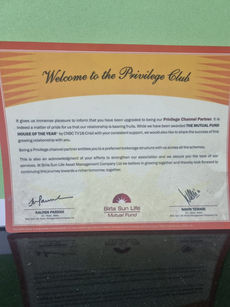 Welcome to the Privilege Club
It gives us immense pleasure to inform that you have been upgraded to being our Privilege Channel Partner. It is
indeed a matter of pride for us that our relationship is bearing fruits. While we have been awarded THE MUTUAL FUND
HOUSE OF THE YEAR by CNBC TV18 Crisil with your consistent support, we would also like to share the success of this
growing relationship with you.
Being a Privilege channel partner entitles you to a preferred brokerage structure with us across all the schemes.
This is also an acknowledgment of your efforts to strengthen our association and we assure you the best of our
services. At Birla Sun Life Asset Management Company Ltd we believe in growing together and hereby look forward to
continuing this journey towards a richer tomorrow, together.
Birla Sun Life
Mutual Fund